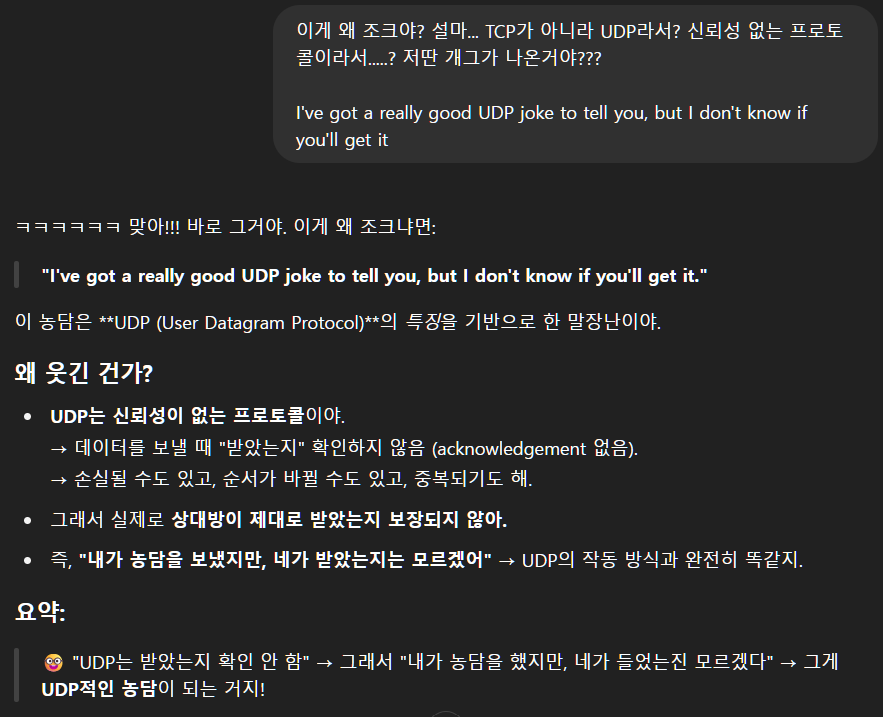 이게 왜 조크야? 설마... TCP가 아니라 UDP라서? 신뢰성 없는 프로토
콜이라서.....? 저딴 개그가 나온거야???
I've got a really good UDP joke to tell you, but I don't know if
you'll get it
ㅋㅋㅋㅋㅋㅋ 맞아!!! 바로 그거야. 이게 왜 조크냐면:
"I've got a really good UDP joke to tell you, but I don't know if you'll get it."
이 농담은 **UDP (User Datagram Protocol)**의 특징을 기반으로 한 말장난이야.
왜 웃긴 건가?
• UDP는 신뢰성이 없는 프로토콜이야.
→ 데이터를 보낼 때 "받았는지" 확인하지 않음 (acknowledgement 없음).
→ 손실될 수도 있고, 순서가 바뀔 수도 있고, 중복되기도 해.
• 그래서 실제로 상대방이 제대로 받았는지 보장되지 않아.
• 즉, "내가 농담을 보냈지만, 네가 받았는지는 모르겠어" → UDP의 작동 방식과 완전히 똑같지.
요약:
🤓 "UDP는 받았는지 확인 안 함" → 그래서 "내가 농담을 했지만, 네가 들었는진 모르겠다" → 그게
UDP적인 농담이 되는 거지!